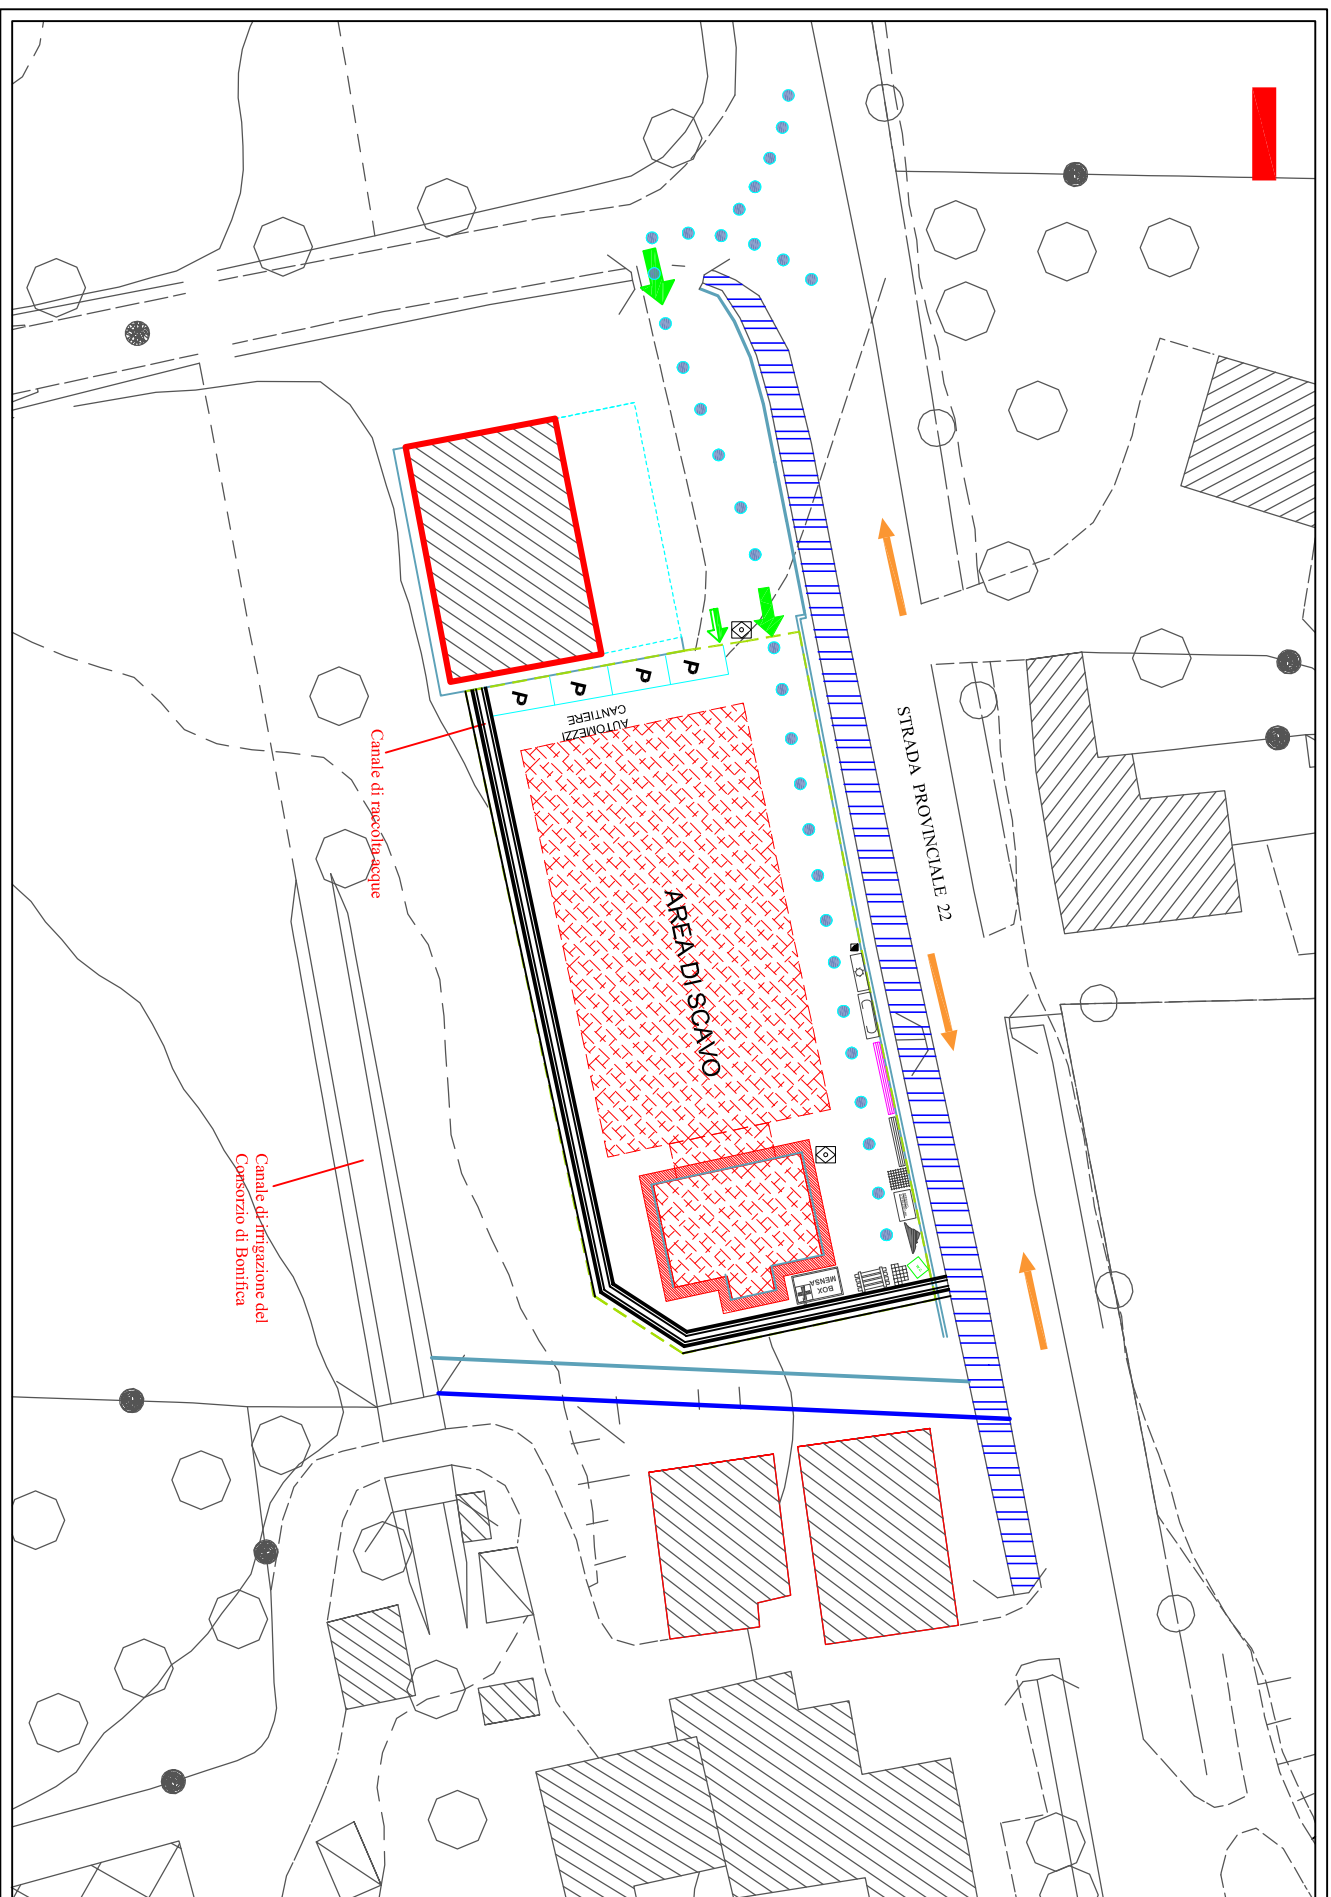 P
P
P
P
AUTOMEZZI
CANTIERE
STRADA PROVINCIALE 22
Canale di raccolta acque
AREA DI SCAVO
Canale di irrigazione del
Consorzio di Bonifica
BOX
MENSA